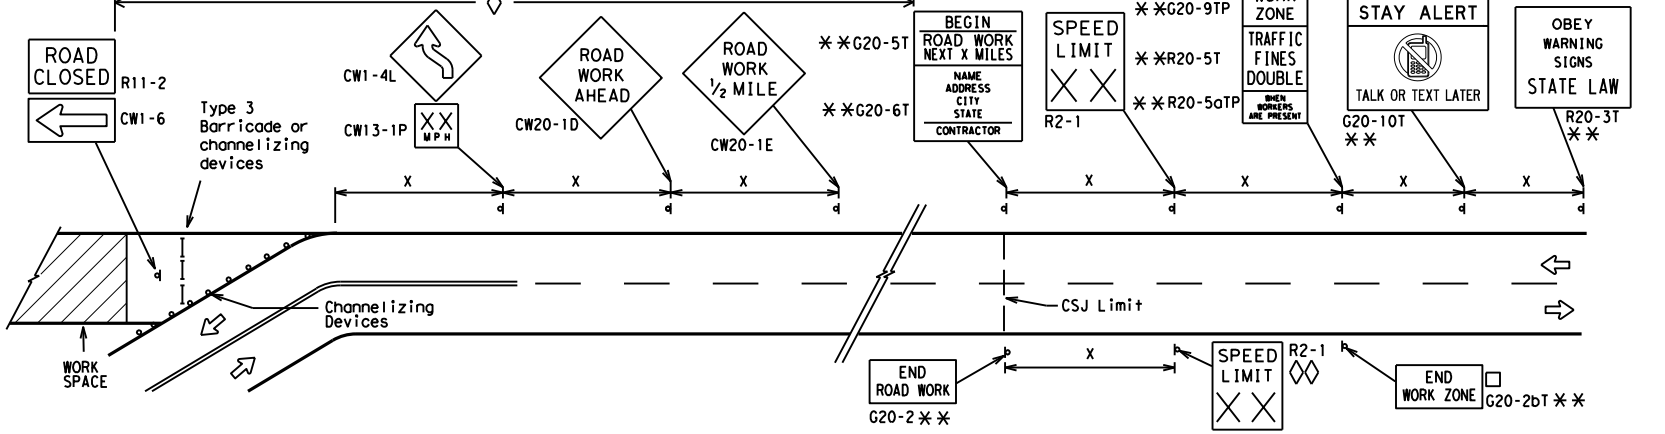 ROAD
CLOSED
R11-2
CW1-6
Type 3
Barricade or
channelizing
devices
CW1-4L
CW13-1P
XX
MPH
ROAD
WORK
AHEAD
CW20-1D
ROAD
WORK
1/2 MILE
CW20-1E
**G20-5T
**G20-6T
BEGIN
ROAD WORK
NEXT X MILES
NAME
ADDRESS
CITY
STATE
CONTRACTOR
SPEED
LIMIT
XX
R2-1
**G20-9TP
**R20-5T
**R20-5aTP
WORK
ZONE
TRAFFIC
FINES
DOUBLE
WHEN
WORKERS
ARE PRESENT
STAY ALERT
TALK OR TEXT LATER
G20-10T
**
OBEY
WARNING
SIGNS
STATE LAW
R20-3T
**
X
X
X
X
X
X
X
Channelizing
Devices
CSJ Limit
WORK
SPACE
END
ROAD WORK
G20-2 **
X
SPEED
LIMIT
XX
R2-1
END
WORK ZONE
G20-2bT **